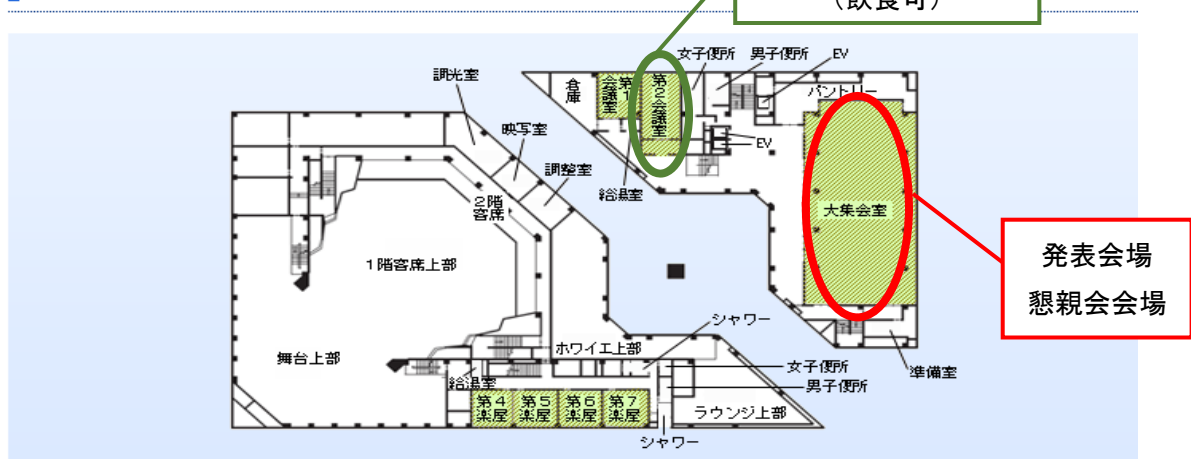 （飲食可）
女子便所
男子便所
EV
調光室
倉庫
第1
会議室
第2会議室
パントリー
映写室
EV
調整室
給湯室
2階
客席
大集会室
1階客席上部
発表会場
懇親会会場
シャワー
舞台上部
ホワイエ上部
女子便所
準備室
給湯室
男子便所
第4
楽屋
第5
楽屋
第6
楽屋
第7
楽屋
ラウンジ上部
シャワー